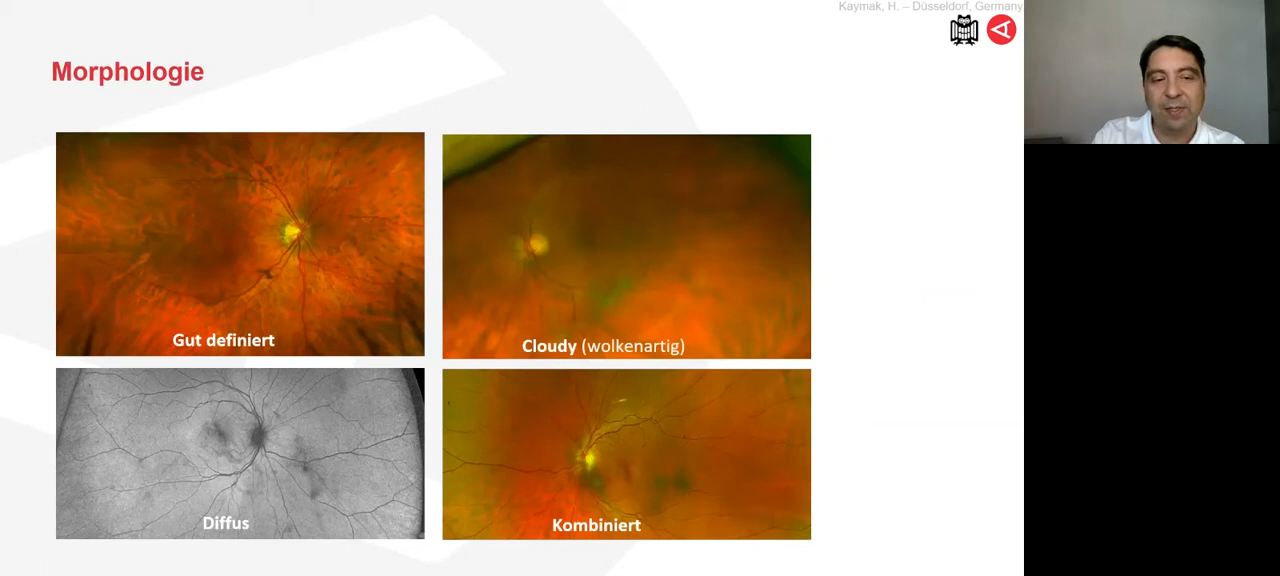 Kaymak, H. – Düsseldorf, Germany
Morphologie
Gut definiert
Cloudy (wolkenartig)
Diffus
Kombiniert